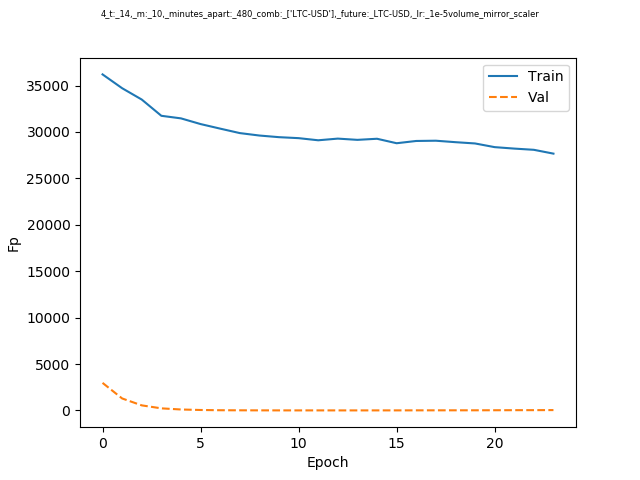 4_t:_14,_m:_10,_minutes_apart:_480_comb:_['LTC-USD'],_future:_LTC-USD,_lr:_1e-5volume_mirror_scaler
Train
Val
35000
30000
25000
20000
15000
10000
5000
0
Fp
0
5
10
15
20
Epoch